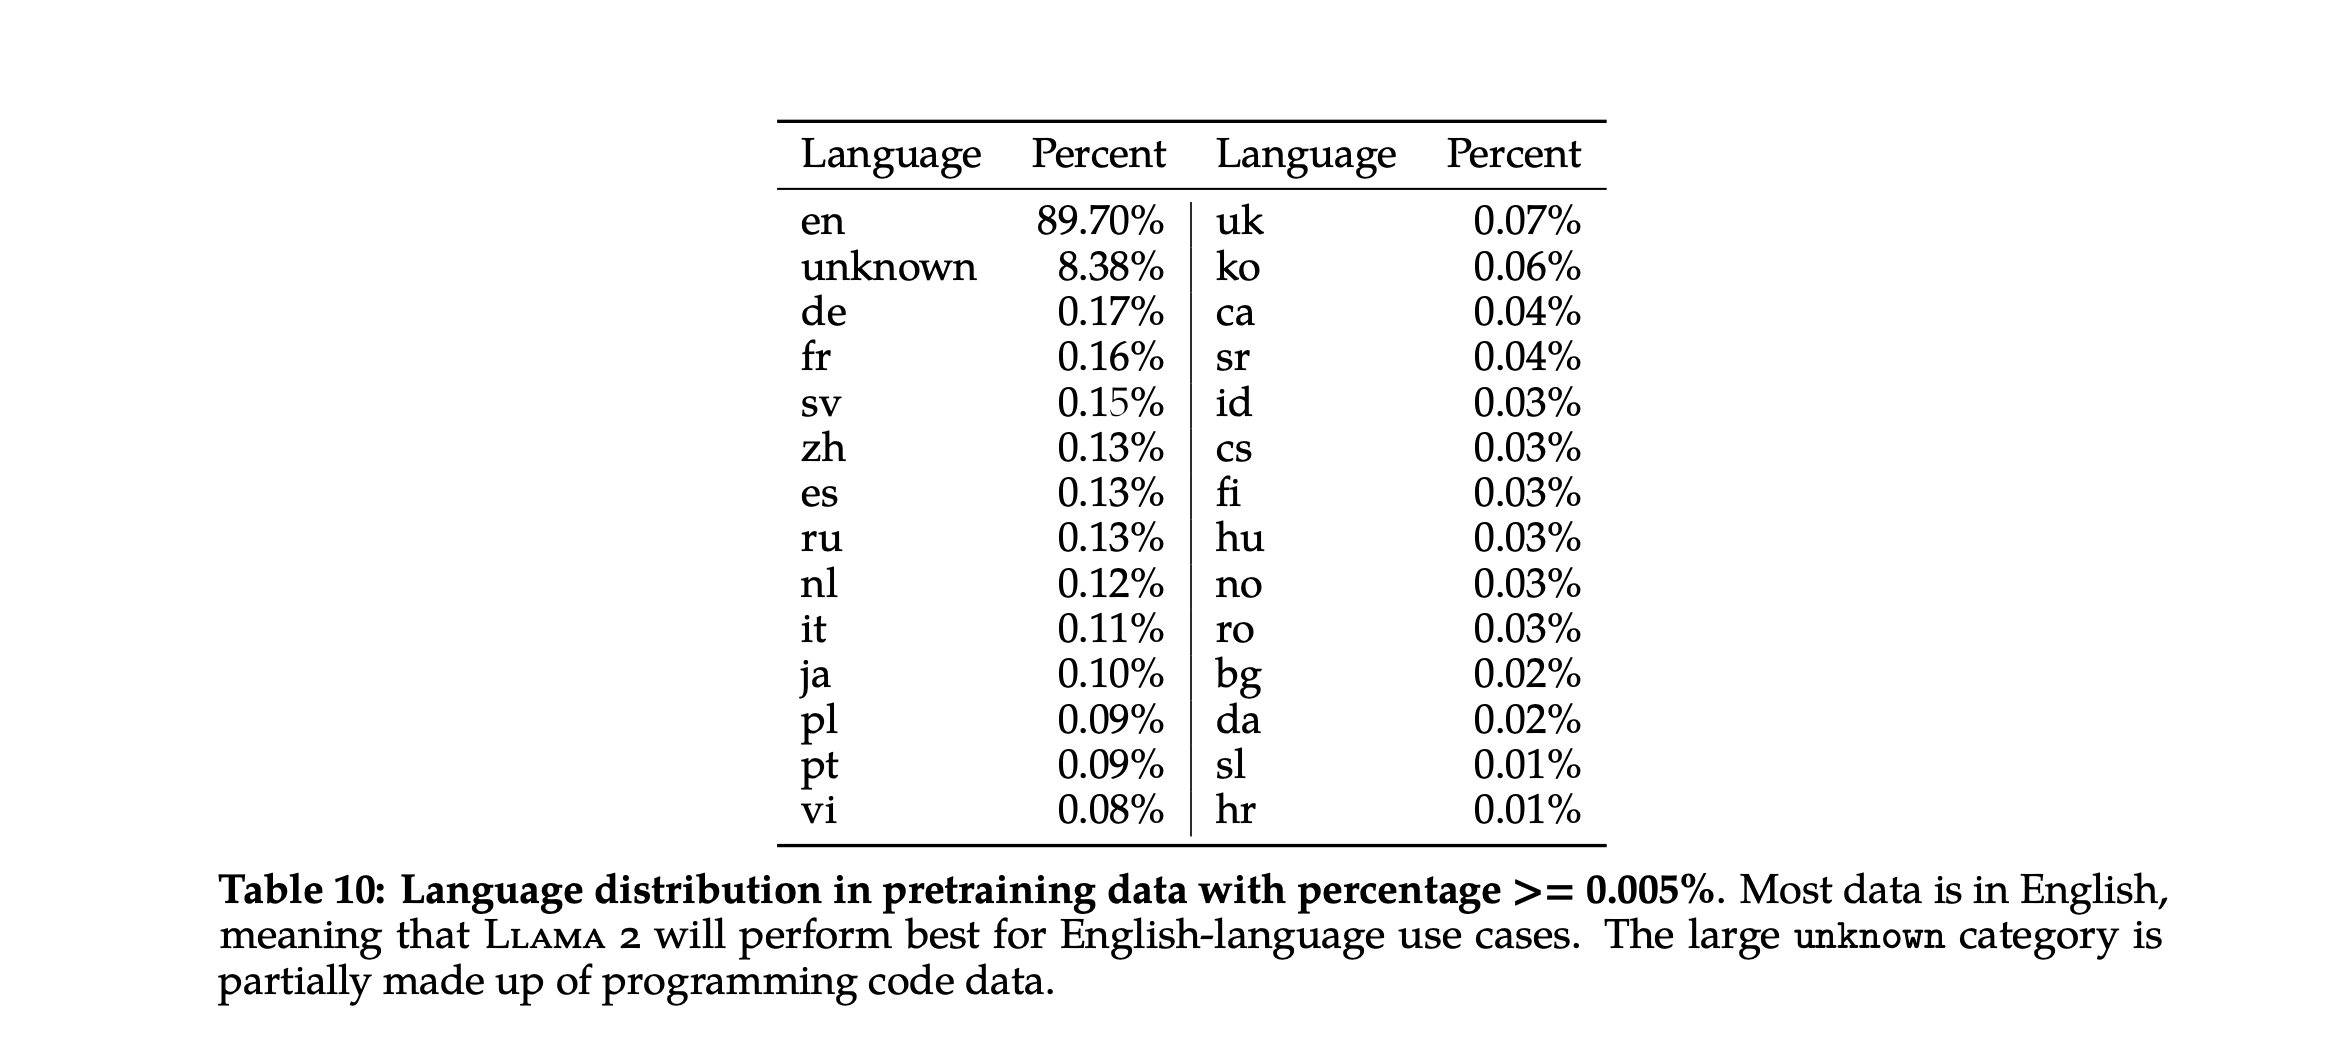 Language Percent Language Percent
en 89.70% uk 0.07%
unknown 8.38% ko 0.06%
de 0.17% ca 0.04%
fr 0.16% sr 0.04%
sv 0.15% id 0.03%
zh 0.13% cs 0.03%
es 0.13% fi 0.03%
ru 0.13% hu 0.03%
nl 0.12% no 0.03%
it 0.11% ro 0.03%
ja 0.10% bg 0.02%
pl 0.09% da 0.02%
pt 0.09% sl 0.01%
vi 0.08% hr 0.01%
Table 10: Language distribution in pretraining data with percentage >= 0.005%. Most data is in English,
meaning that Llama 2 will perform best for English-language use cases. The large unknown category is
partially made up of programming code data.